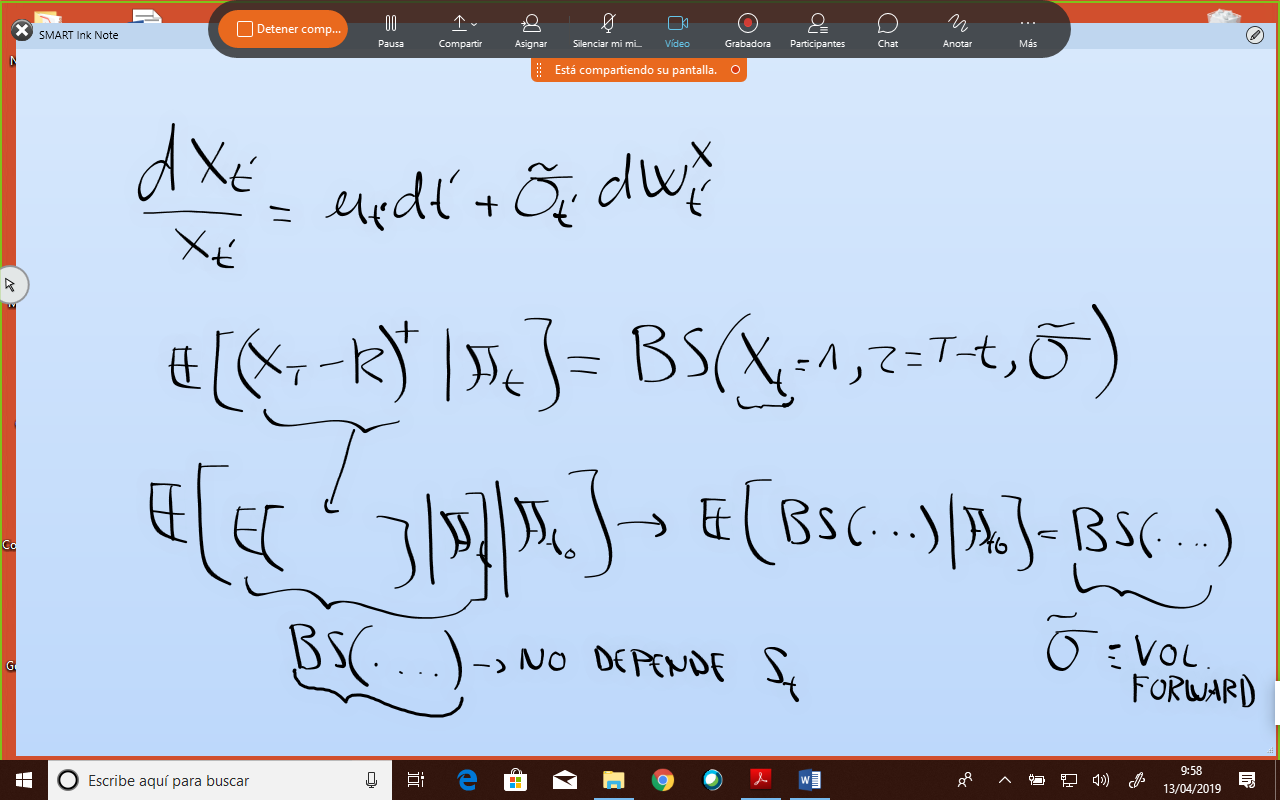 SMART Ink Note
Detener comp...
Pausa
Compartir
Asignar
Silenciar mi mi...
Vídeo
Grabadora
Participantes
Chat
Anotar
Más
Está compartiendo su pantalla.
dX_t' / X_t' = μ_t' dt' + σ̃_t' dW^X_t'
E[(X_T - K)^+ | F_t] = BS(X_t = 1, τ = T-t, σ̃)
E[E[ ]|F_t]|F_t₀] → E[BS(...)|F_t₀] = BS(....)
BS(....) → NO DEPENDE S_t
σ̃ ≡ VOL.
FORWARD
Escribe aquí para buscar
9:58
13/04/2019